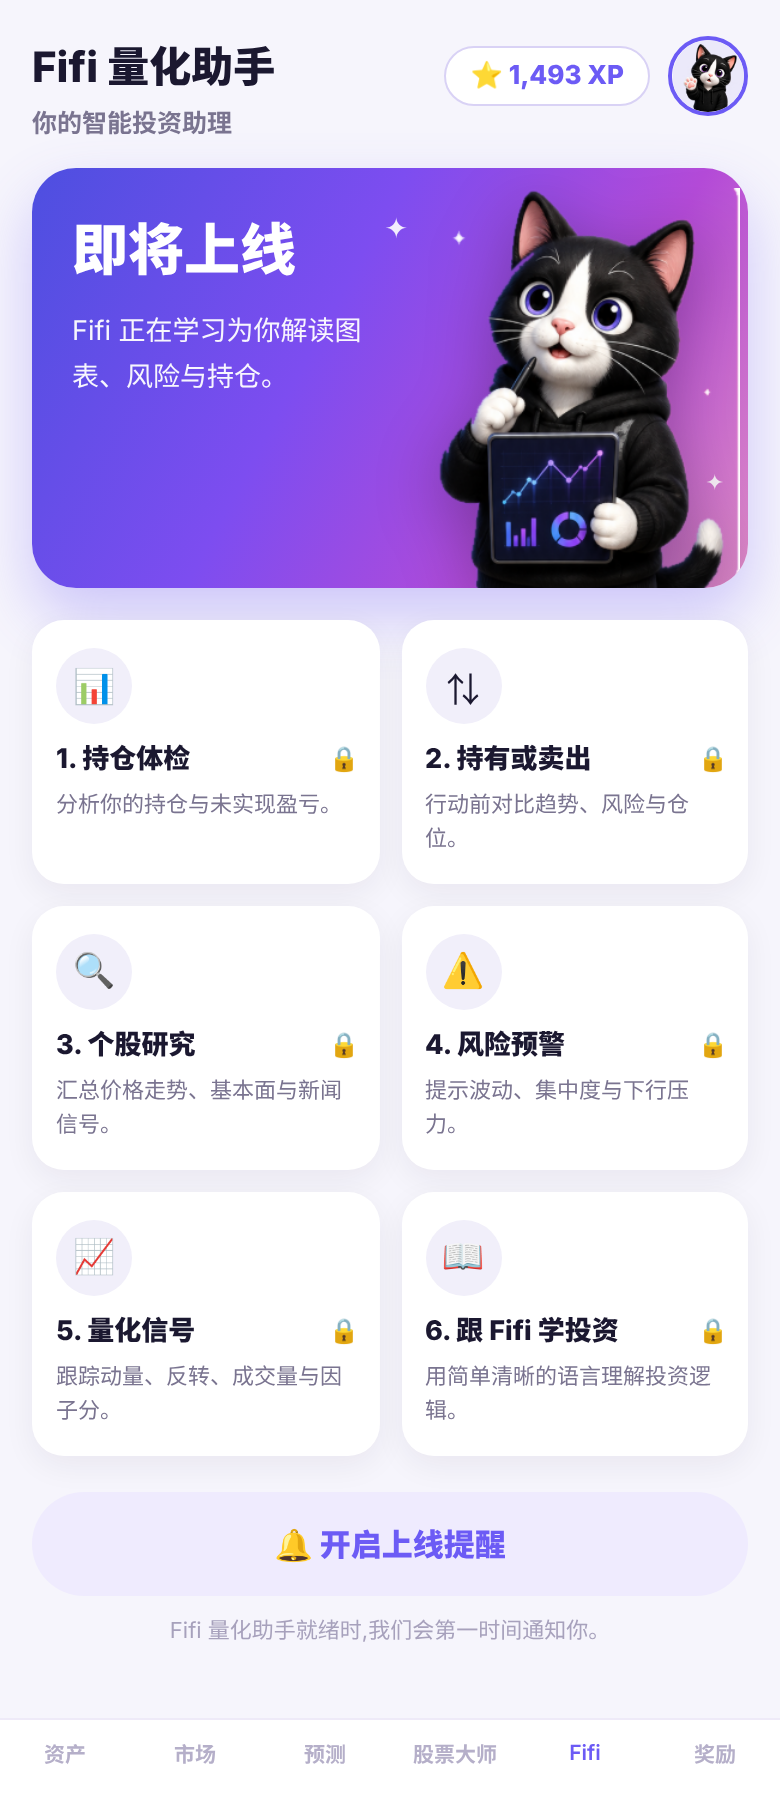 Fifi 量化助手
你的智能投资助理
1,493 XP
即将上线
Fifi 正在学习为你解读图
表、风险与持仓。
1. 持仓体检
分析你的持仓与未实现盈亏。
2. 持有或卖出
行动前对比趋势、风险与仓
位。
3. 个股研究
汇总价格走势、基本面与新闻
信号。
4. 风险预警
提示波动、集中度与下行压
力。
5. 量化信号
跟踪动量、反转、成交量与因
子分。
6. 跟 Fifi 学投资
用简单清晰的语言理解投资逻
辑。
开启上线提醒
Fifi 量化助手就绪时,我们会第一时间通知你。
资产 市场 预测 股票大师 Fifi 奖励